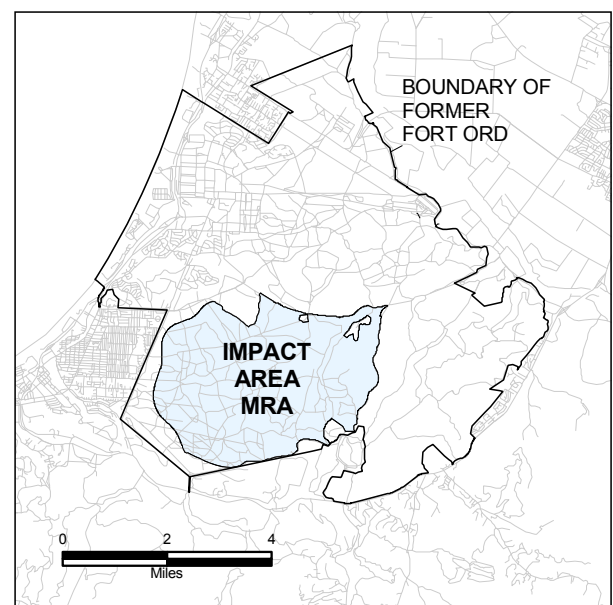 BOUNDARY OF
FORMER
FORT ORD
IMPACT
AREA
MRA
0 2 4
Miles